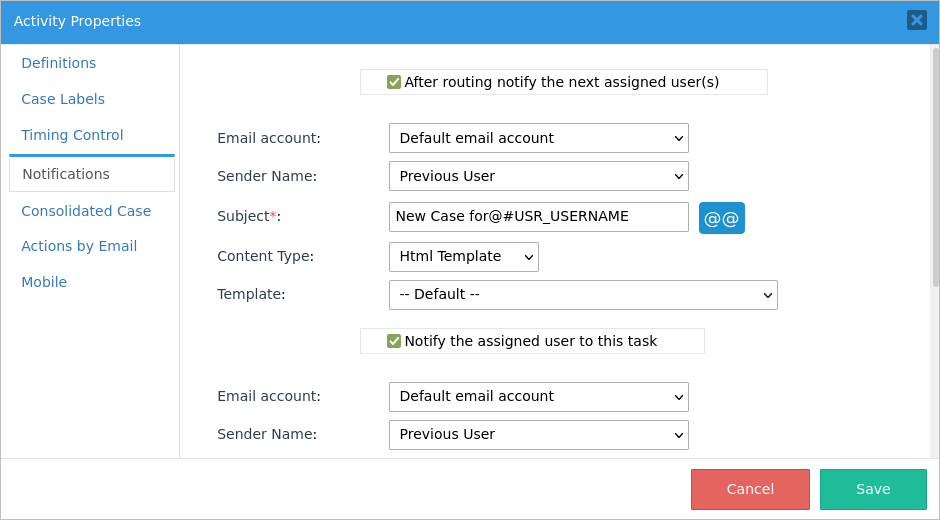 Activity Properties
Definitions
Case Labels
Timing Control
Notifications
Consolidated Case
Actions by Email
Mobile
After routing notify the next assigned user(s)
Email account: Default email account
Sender Name: Previous User
Subject*: New Case for@#USR_USERNAME @@
Content Type: Html Template
Template: -- Default --
Notify the assigned user to this task
Email account: Default email account
Sender Name: Previous User
Cancel Save